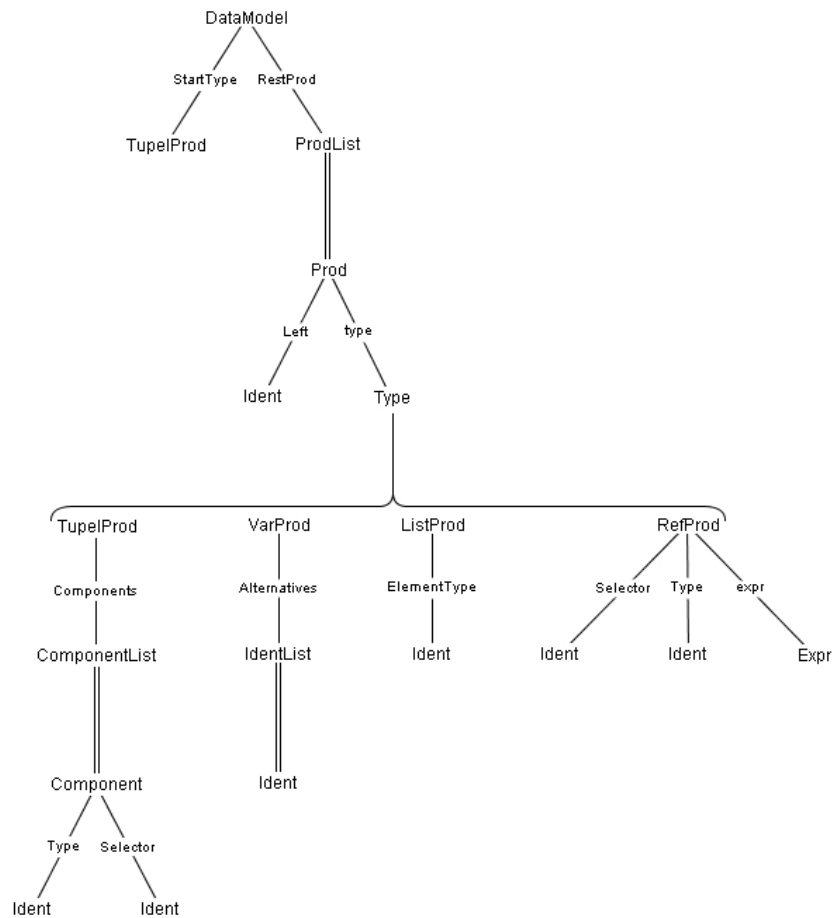 DataModel
StartType RestProd
TupelProd ProdList
Prod
Left type
Ident Type
TupelProd VarProd ListProd RefProd
Components Alternatives ElementType Selector Type expr
ComponentList IdentList Ident Ident Ident Expr
Component Ident
Type Selector
Ident Ident